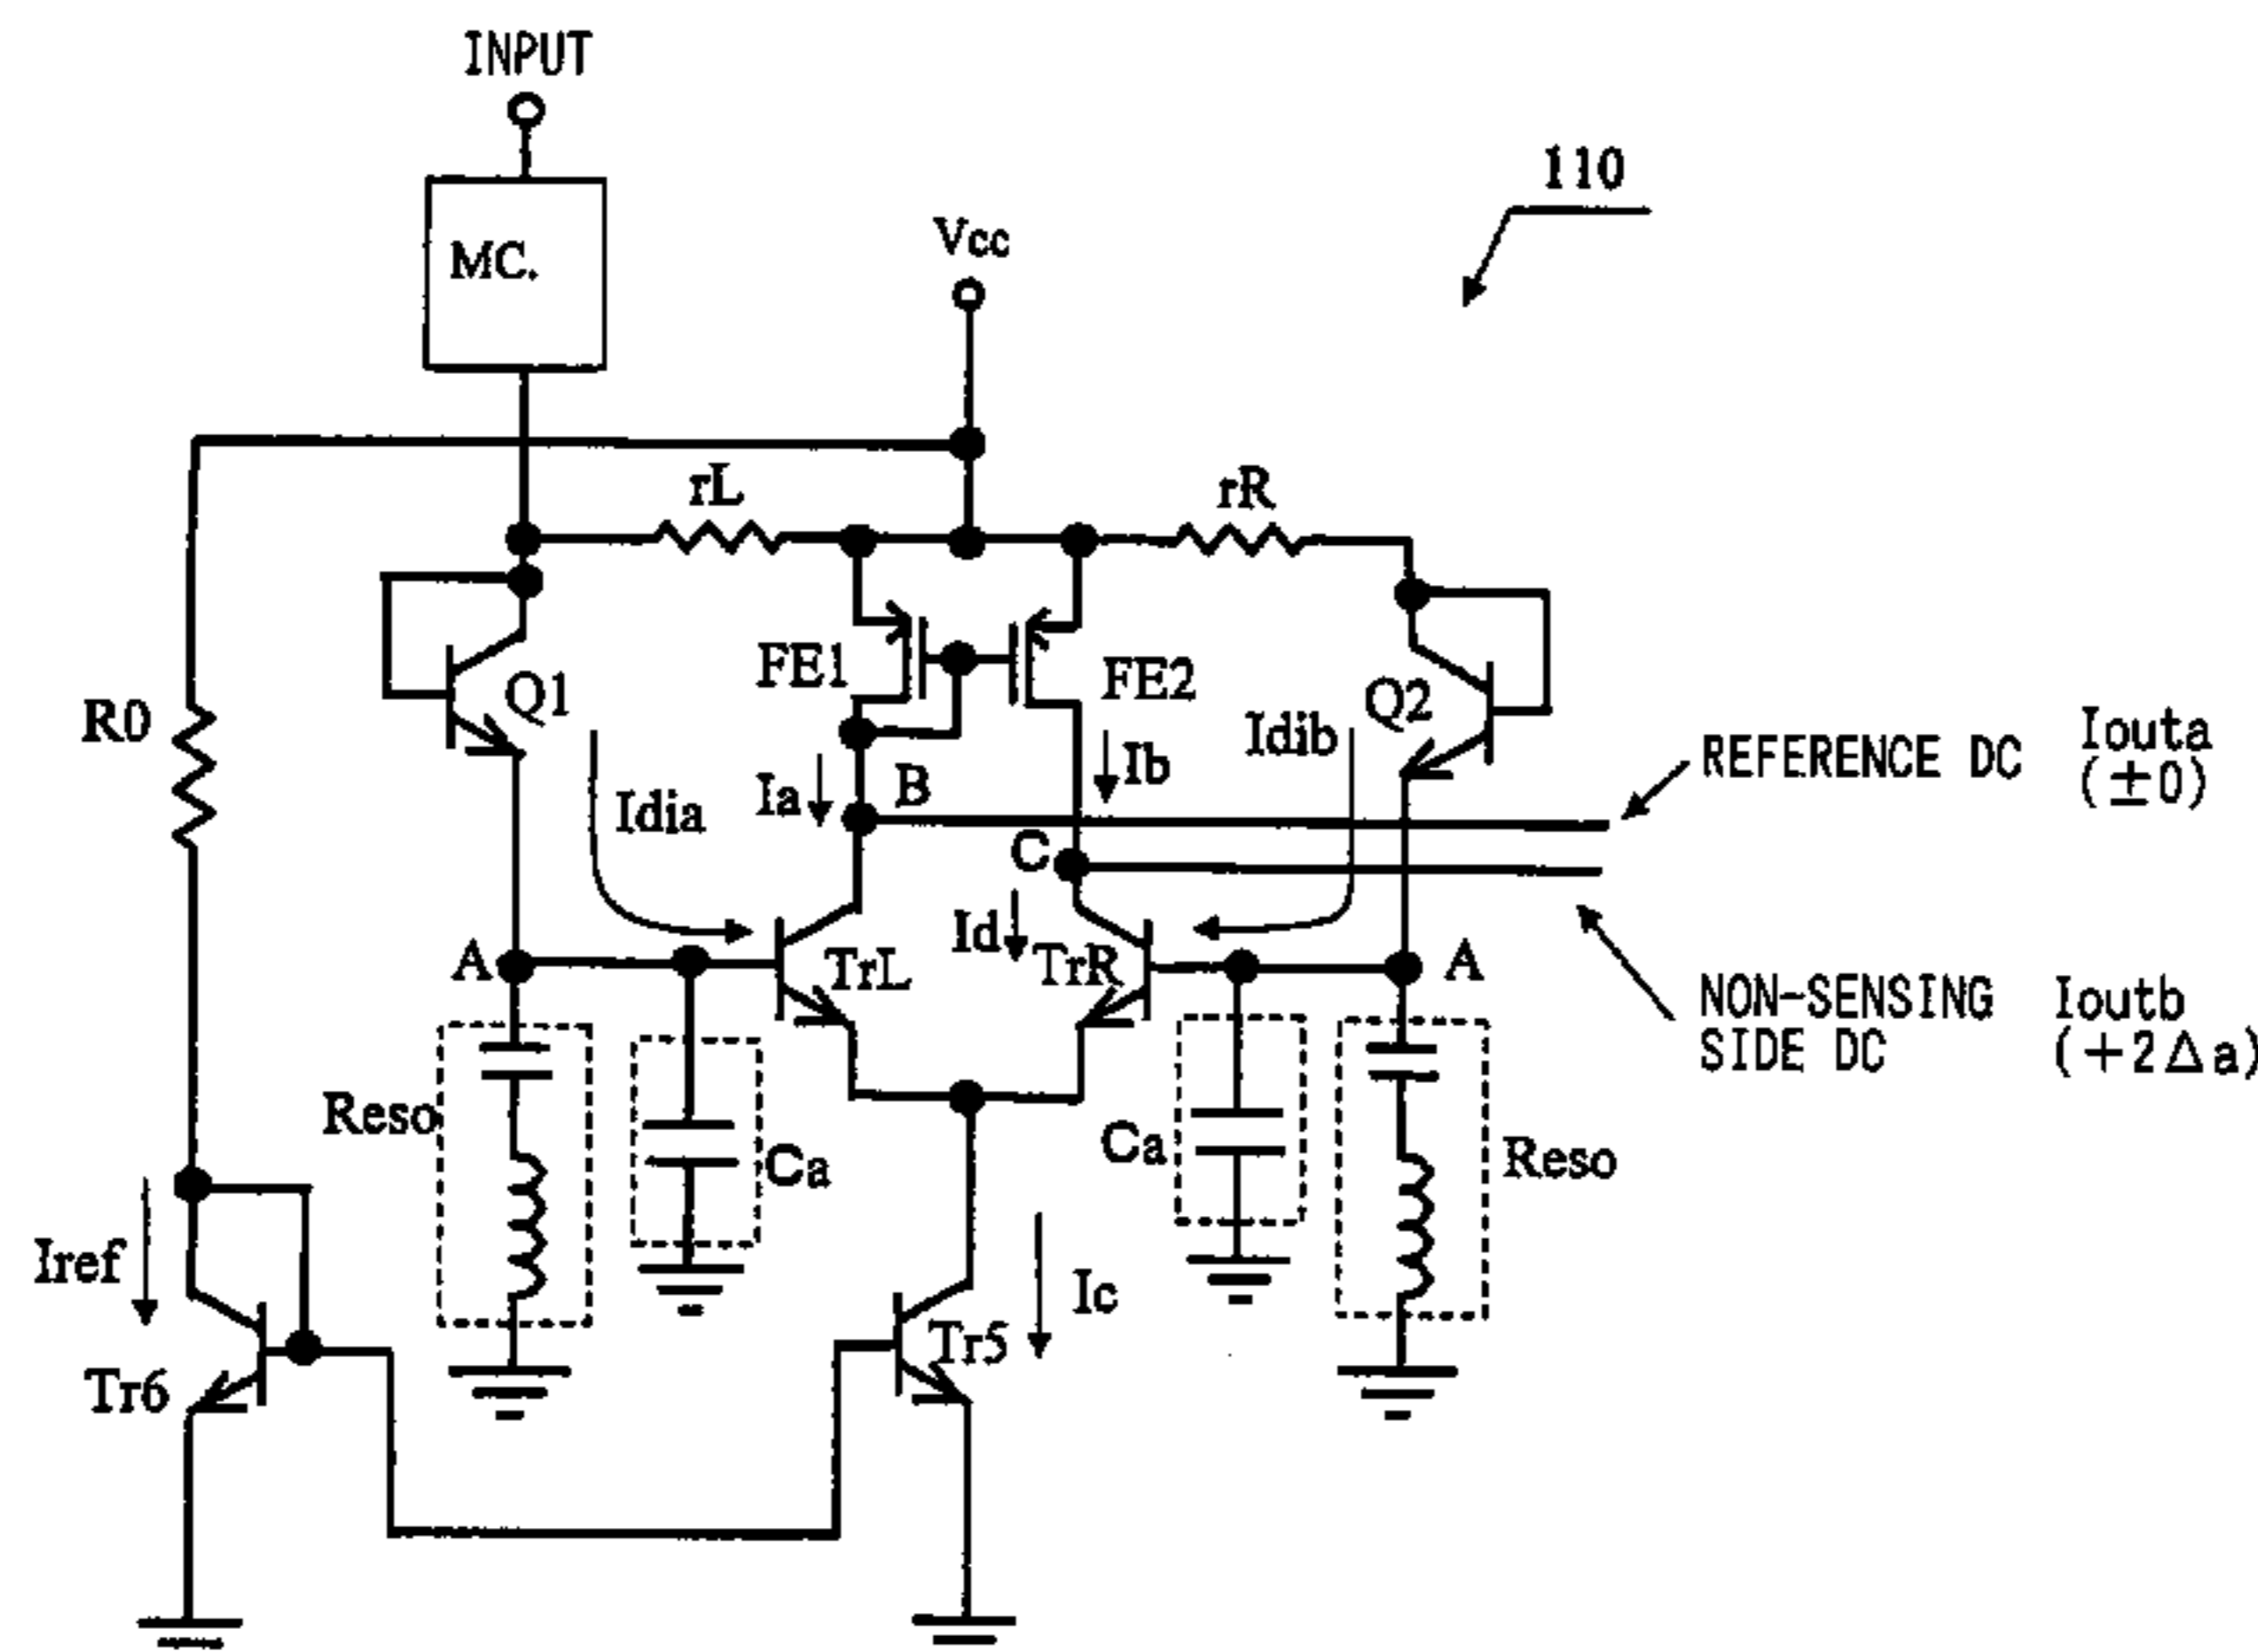 INPUT
110
MC.
Vcc
rL
rR
FE1
FE2
Q1
Q2
R0
Iouta
REFERENCE DC
(±0)
Idia
Ia
B
Ib
Idib
C
A
TrL
Id
TrR
A
NON-SENSING
SIDE DC
Ioutb
(+2Δa)
Reso
Ca
Ca
Reso
Iref
Ic
Tr6
Tr5